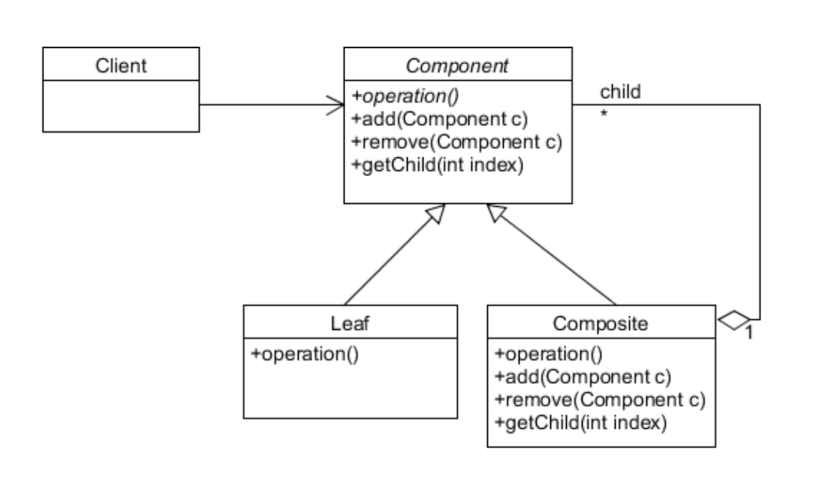 Client
Component
+operation()
+add(Component c)
+remove(Component c)
+getChild(int index)
child
*
Leaf
+operation()
Composite
+operation()
+add(Component c)
+remove(Component c)
+getChild(int index)
1